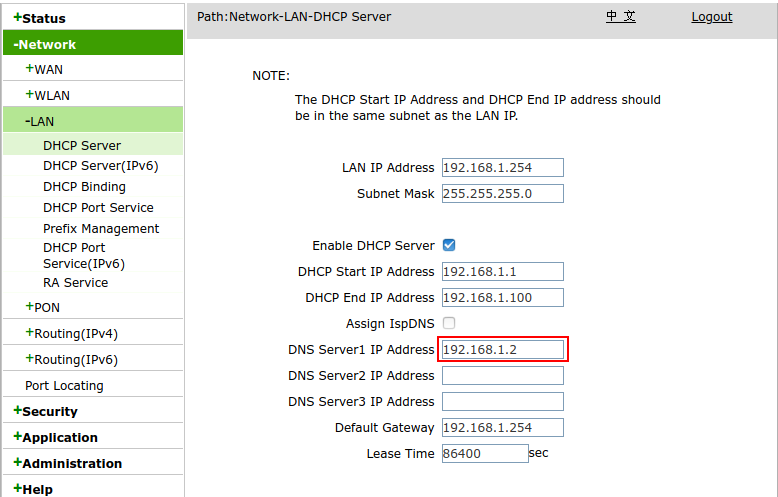 +Status
Path:Network-LAN-DHCP Server
中 文
Logout
-Network
+WAN
+WLAN
-LAN
DHCP Server
DHCP Server(IPv6)
DHCP Binding
DHCP Port Service
Prefix Management
DHCP Port
Service(IPv6)
RA Service
+PON
+Routing(IPv4)
+Routing(IPv6)
Port Locating
+Security
+Application
+Administration
+Help
NOTE:
The DHCP Start IP Address and DHCP End IP address should
be in the same subnet as the LAN IP.
LAN IP Address 192.168.1.254
Subnet Mask 255.255.255.0
Enable DHCP Server
DHCP Start IP Address 192.168.1.1
DHCP End IP Address 192.168.1.100
Assign IspDNS
DNS Server1 IP Address 192.168.1.2
DNS Server2 IP Address
DNS Server3 IP Address
Default Gateway 192.168.1.254
Lease Time 86400 sec